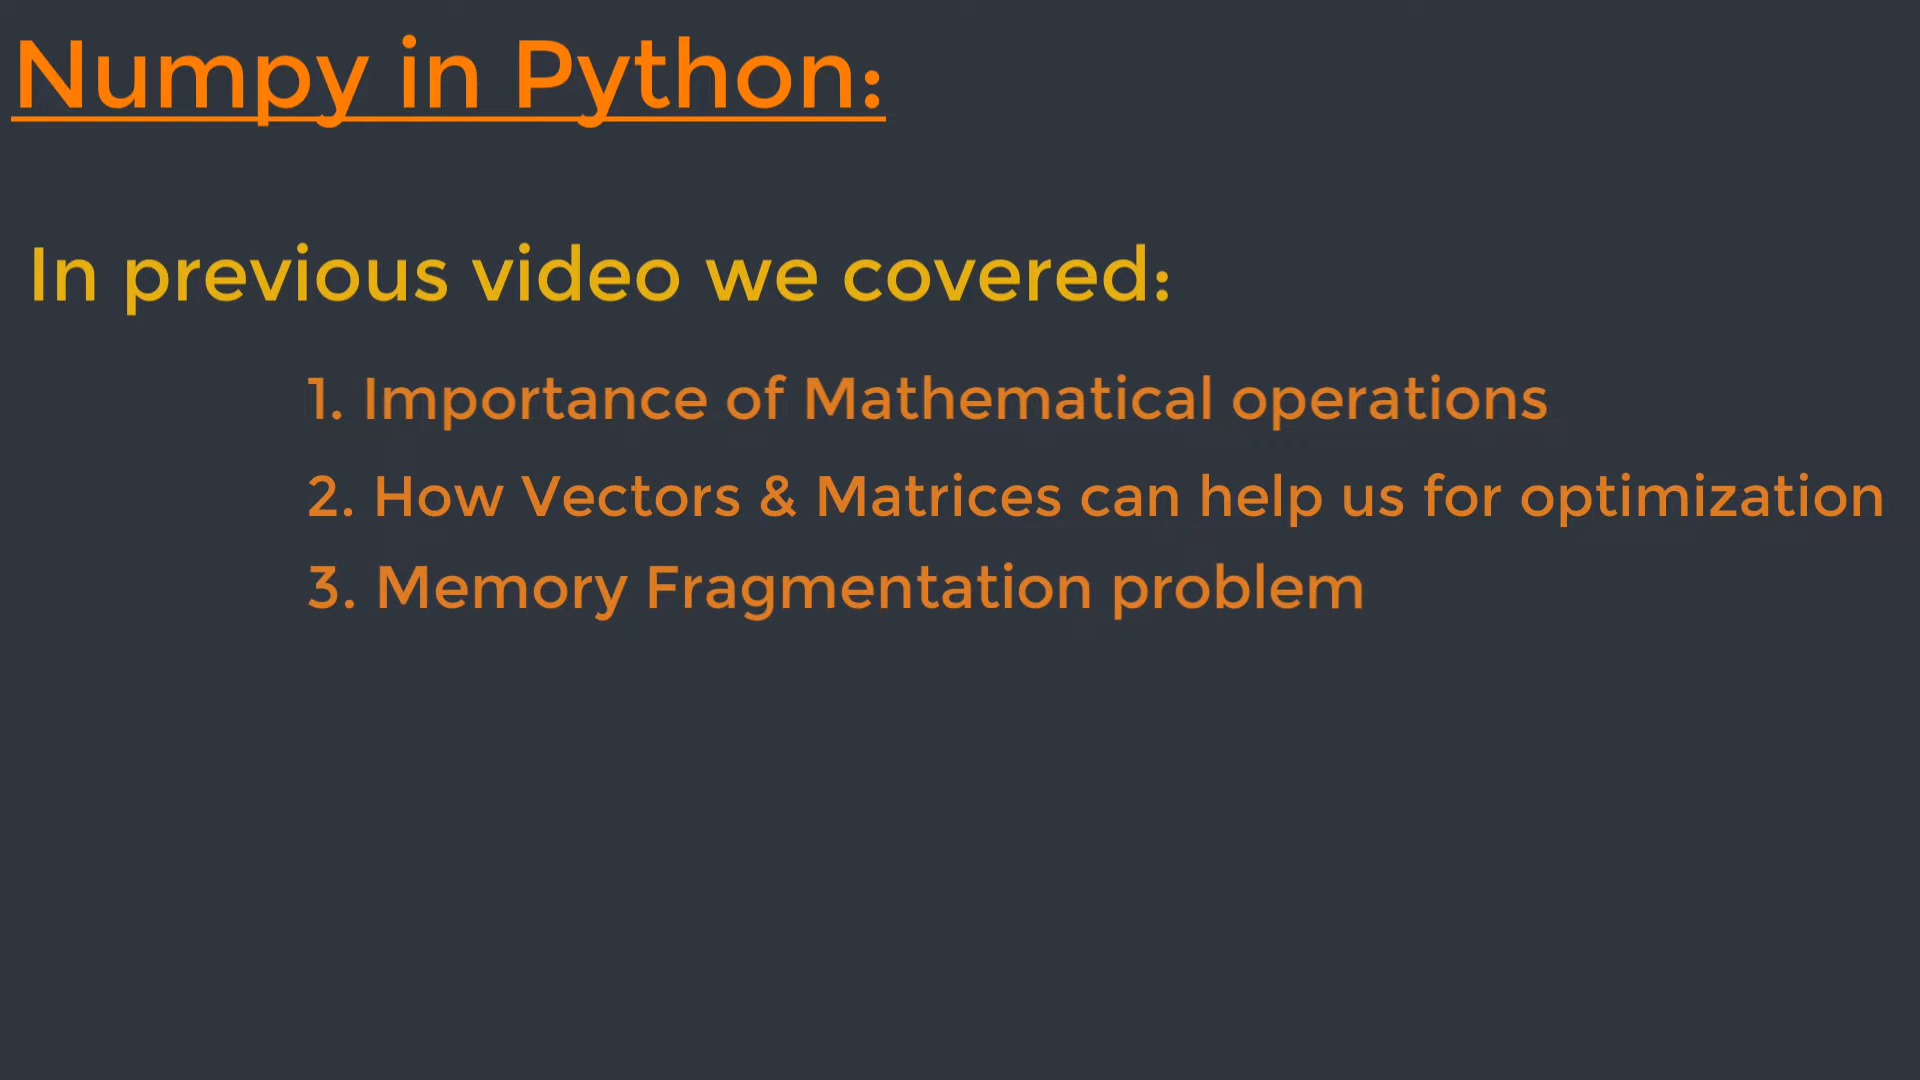 Numpy in Python:
In previous video we covered:
1. Importance of Mathematical operations
2. How Vectors & Matrices can help us for optimization
3. Memory Fragmentation problem